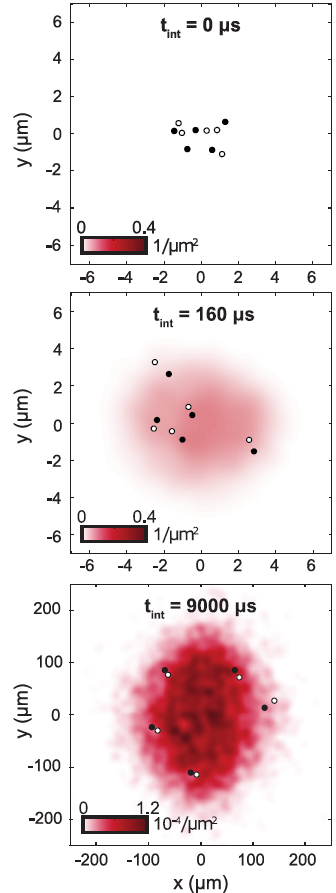 t_int = 0 µs
6
4
2
0
-2
-4
-6
y (µm)
0 0.4
1/µm²
-6 -4 -2 0 2 4 6
t_int = 160 µs
6
4
2
0
-2
-4
-6
y (µm)
0 0.4
1/µm²
-6 -4 -2 0 2 4 6
t_int = 9000 µs
200
100
0
-100
-200
y (µm)
0 1.2
10⁻⁴/µm²
-200 -100 0 100 200
x (µm)